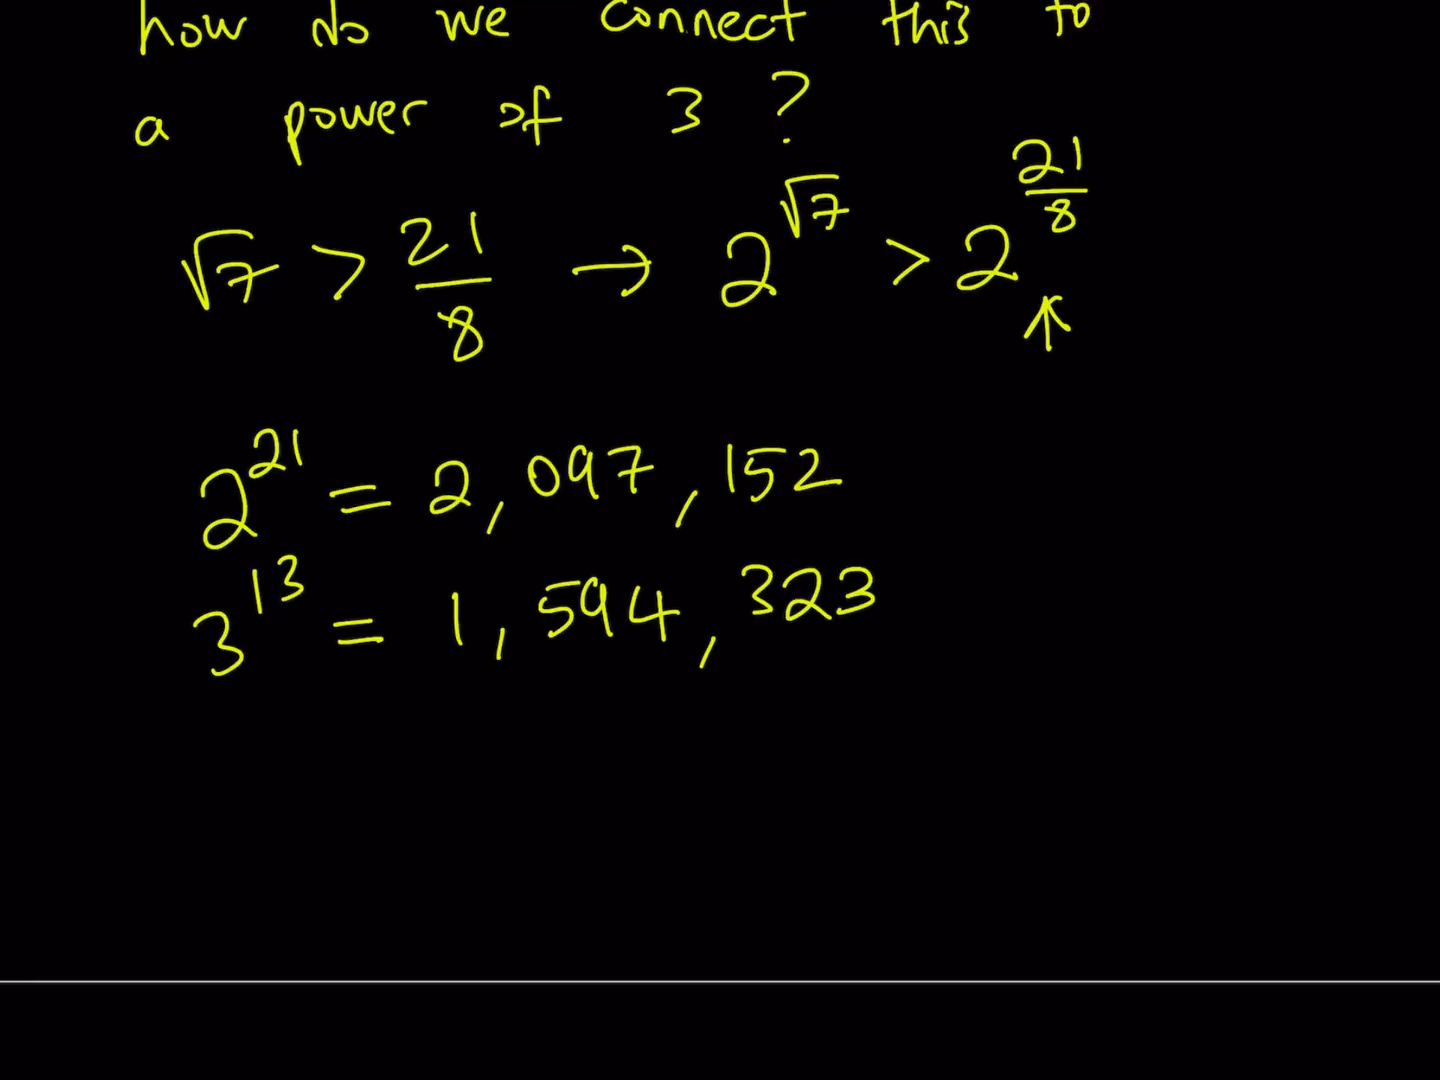 how do we connect this to
a power of 3 ?
√7 > 21/8 → 2^√7 > 2^(21/8)
↑
2^21 = 2,097,152
3^13 = 1,594,323